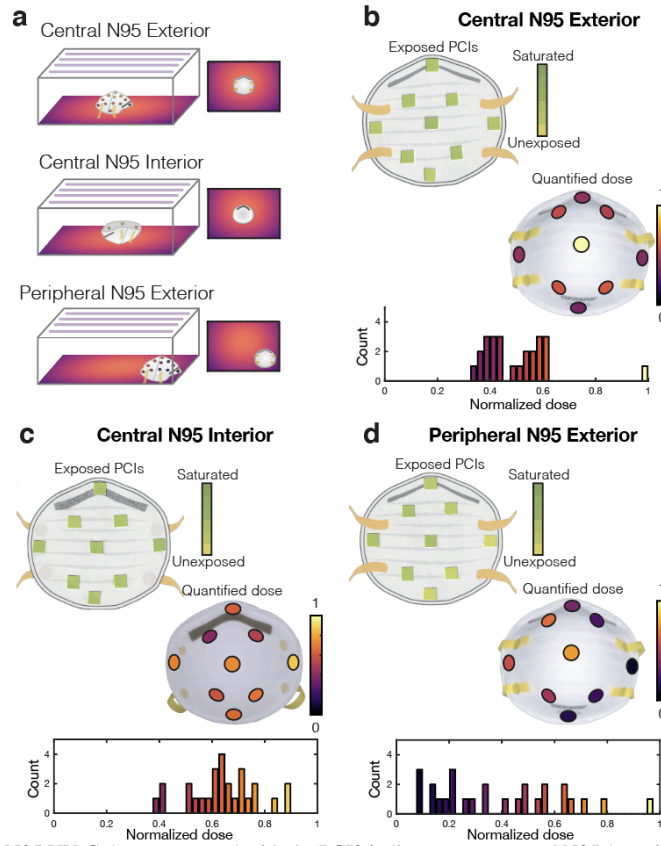 a
Central N95 Exterior
Central N95 Interior
Peripheral N95 Exterior
b Central N95 Exterior
Exposed PCIs
Saturated
Unexposed
Quantified dose
1
0
Count
4
2
0
0 0.2 0.4 0.6 0.8 1
Normalized dose
c Central N95 Interior
Exposed PCIs
Saturated
Unexposed
Quantified dose
1
0
Count
4
2
0
0 0.2 0.4 0.6 0.8 1
Normalized dose
d Peripheral N95 Exterior
Exposed PCIs
Saturated
Unexposed
Quantified dose
1
0
Count
4
2
0
0 0.2 0.4 0.6 0.8 1
Normalized dose